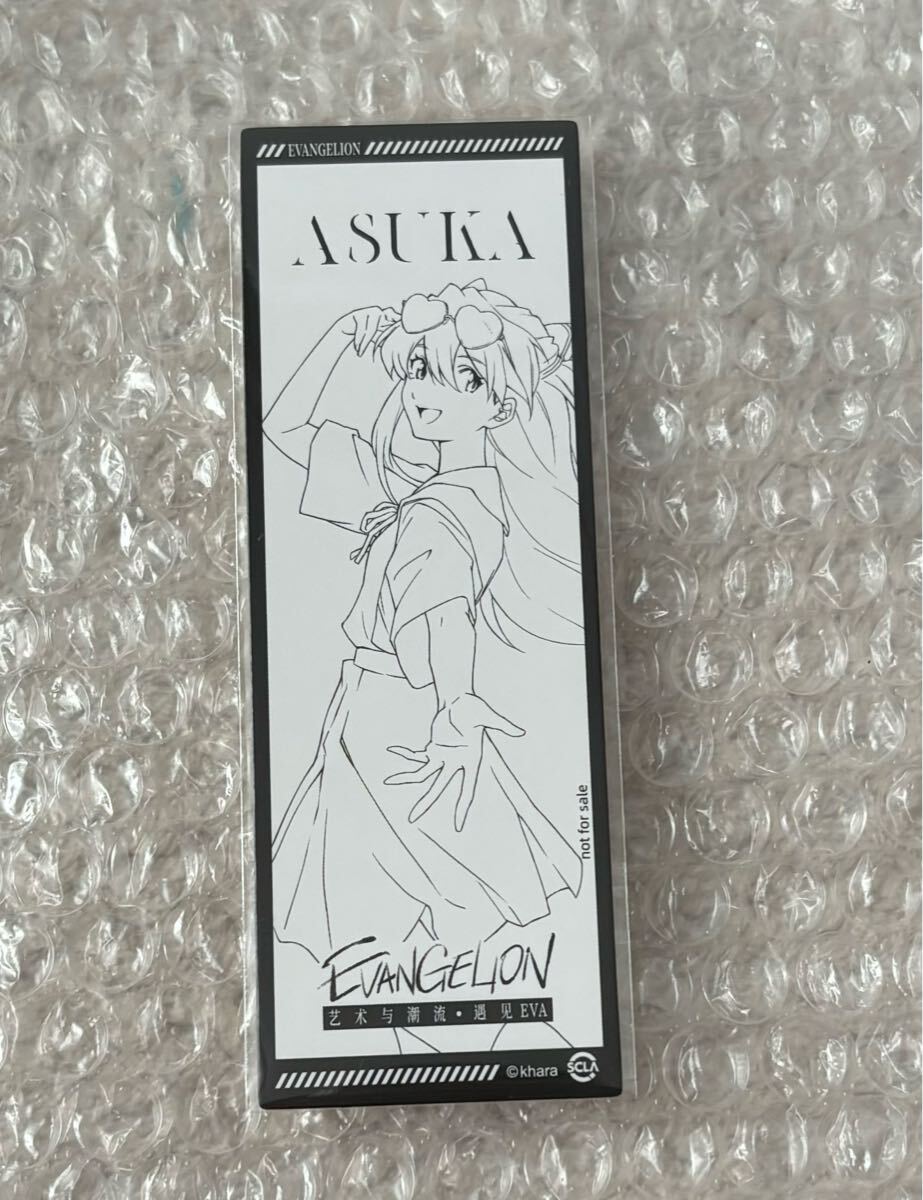 EVANGELION
ASUKA
not for sale
EVANGELION
艺术与潮流·遇见EVA
©khara
SCLA